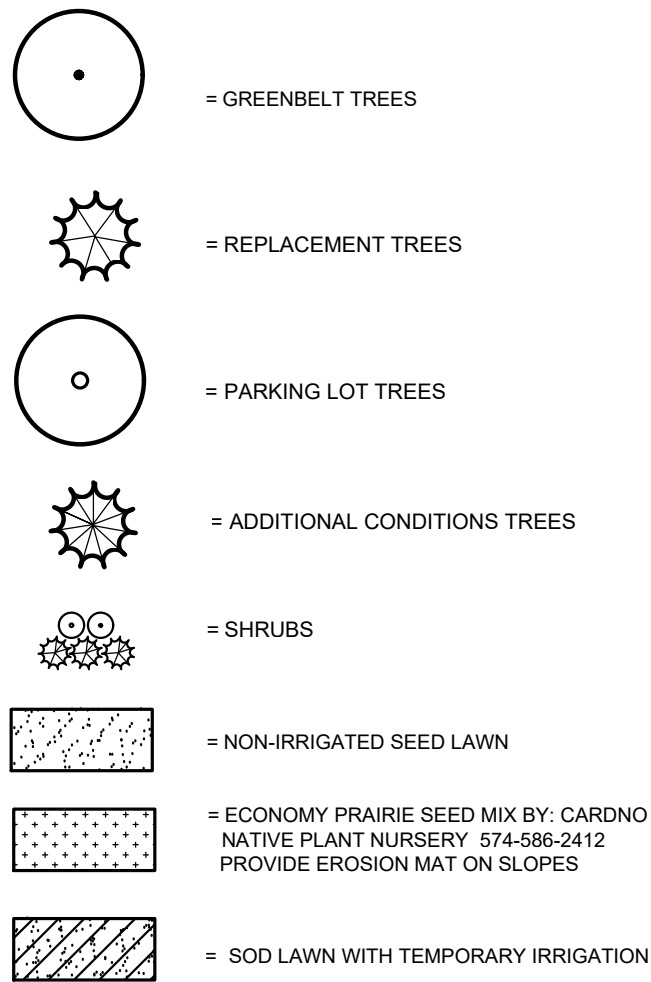 = GREENBELT TREES
= REPLACEMENT TREES
= PARKING LOT TREES
= ADDITIONAL CONDITIONS TREES
= SHRUBS
= NON-IRRIGATED SEED LAWN
= ECONOMY PRAIRIE SEED MIX BY: CARDNO
NATIVE PLANT NURSERY 574-586-2412
PROVIDE EROSION MAT ON SLOPES
= SOD LAWN WITH TEMPORARY IRRIGATION